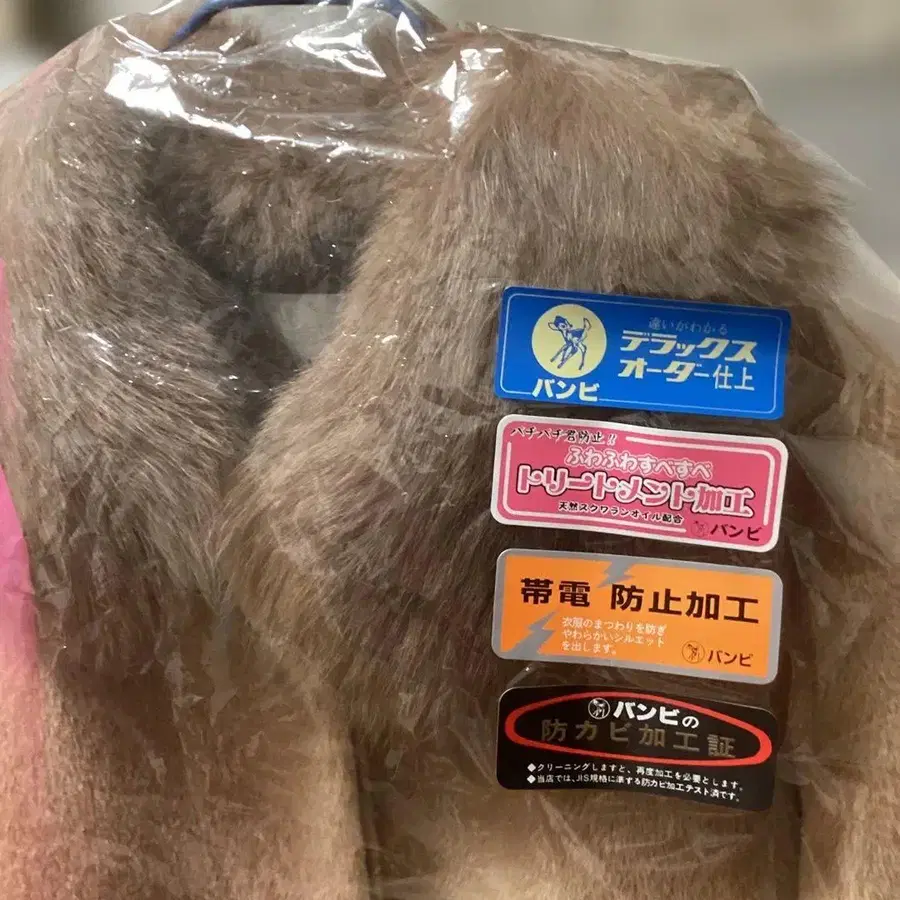 違いがわかる
デラックス
オーダー仕上
バンビ
パチパチ君防止!!
ふわふわすべすべ
トリートメント加工
天然スクワランオイル配合
バンビ
帯電 防止加工
衣服のまつわりを防ぎ
やわらかいシルエット
を出します。
バンビ
バンビの
防カビ加工証
◆クリーニングしますと、再度加工を必要とします。
◆当店では、JIS規格に準する防カビ加工テスト済です。